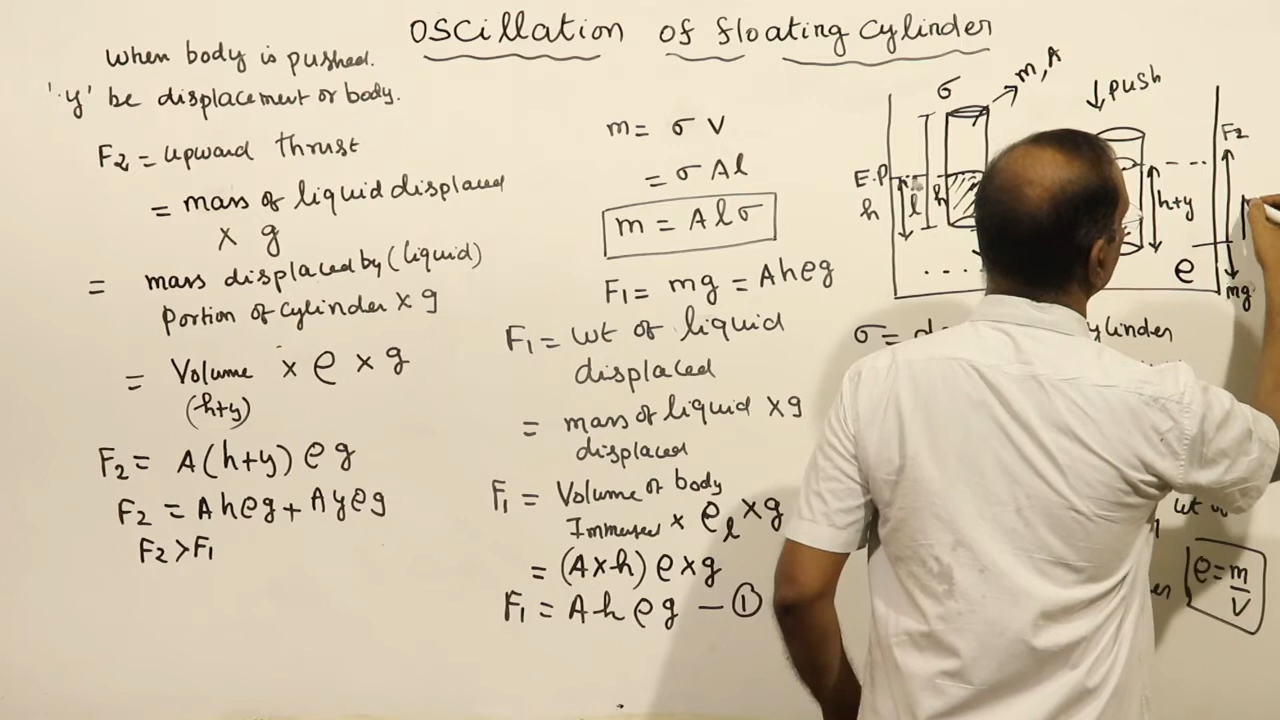 Oscillation of floating cylinder
When body is pushed.
'y' be displacement of body.
F₂ = upward thrust
= mass of liquid displaced
× g
= mass displaced by (liquid)
Portion of cylinder × g
= Volume × ρ × g
(h+y)
F₂ = A(h+y) ρ g
F₂ = Ahρg + Ayρg
F₂ > F₁
m = σ V
= σ Al
m = A l σ
F₁ = mg = Ahρg
F₁ = wt of liquid
displaced
= mass of liquid × g
displaced
F₁ = Volume of body
Immersed × ρₗ × g
= (A×h) ρ × g
F₁ = A h ρ g — ①
σ
m, A
push
E.P
h
l
h
h+y
F₂
ρ
mg
σ =
cylinder
wt
ρ = m/V